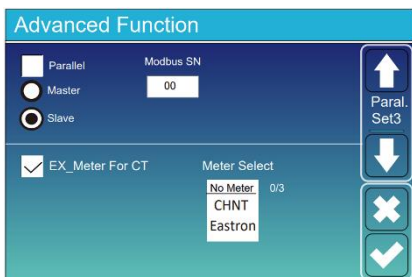 Advanced Function
Parallel
Modbus SN
Master
00
Slave
Paral.
Set3
EX_Meter For CT
Meter Select
No Meter 0/3
CHNT
Eastron